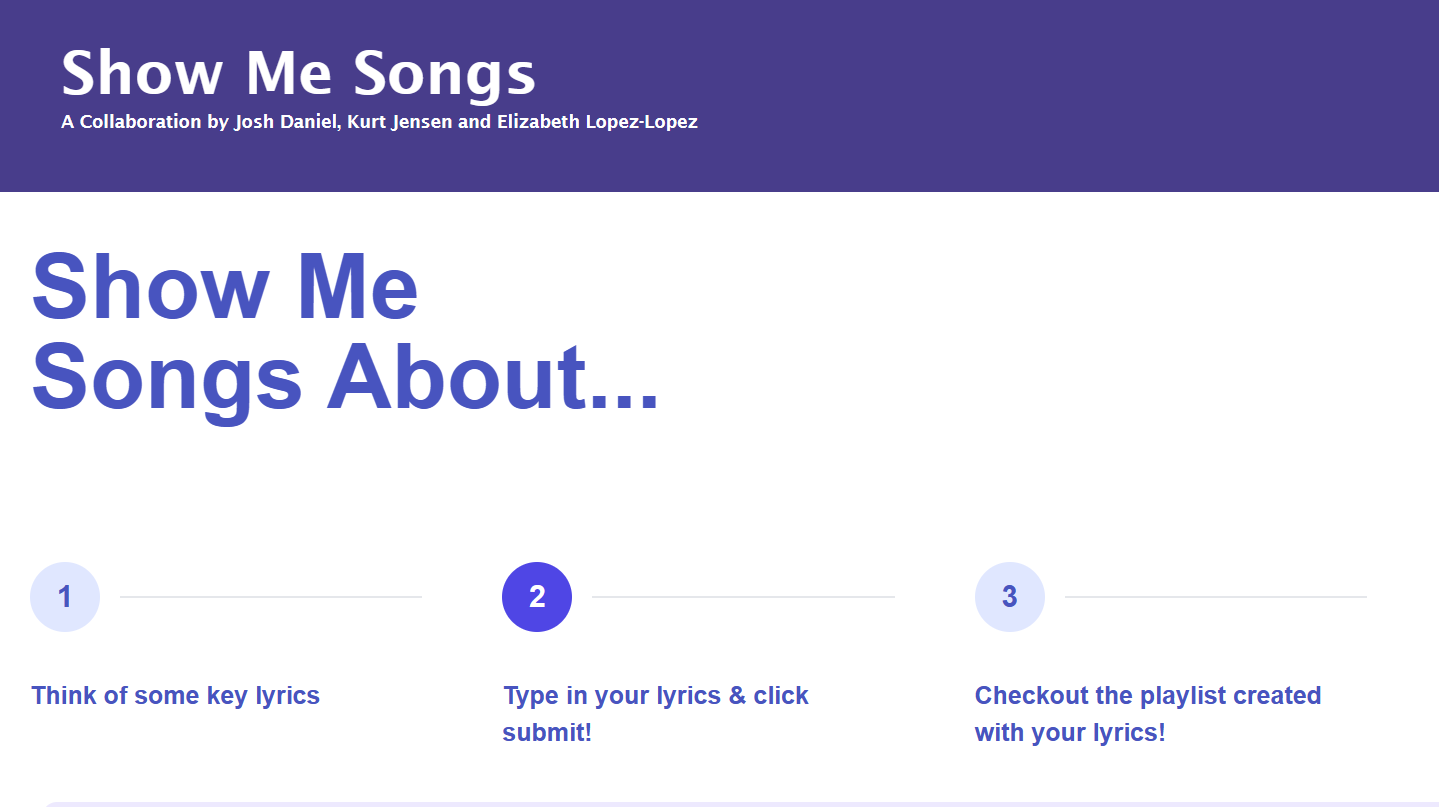 Show Me Songs
A Collaboration by Josh Daniel, Kurt Jensen and Elizabeth Lopez-Lopez
Show Me
Songs About...
1
2
3
Think of some key lyrics
Type in your lyrics & click
submit!
Checkout the playlist created
with your lyrics!